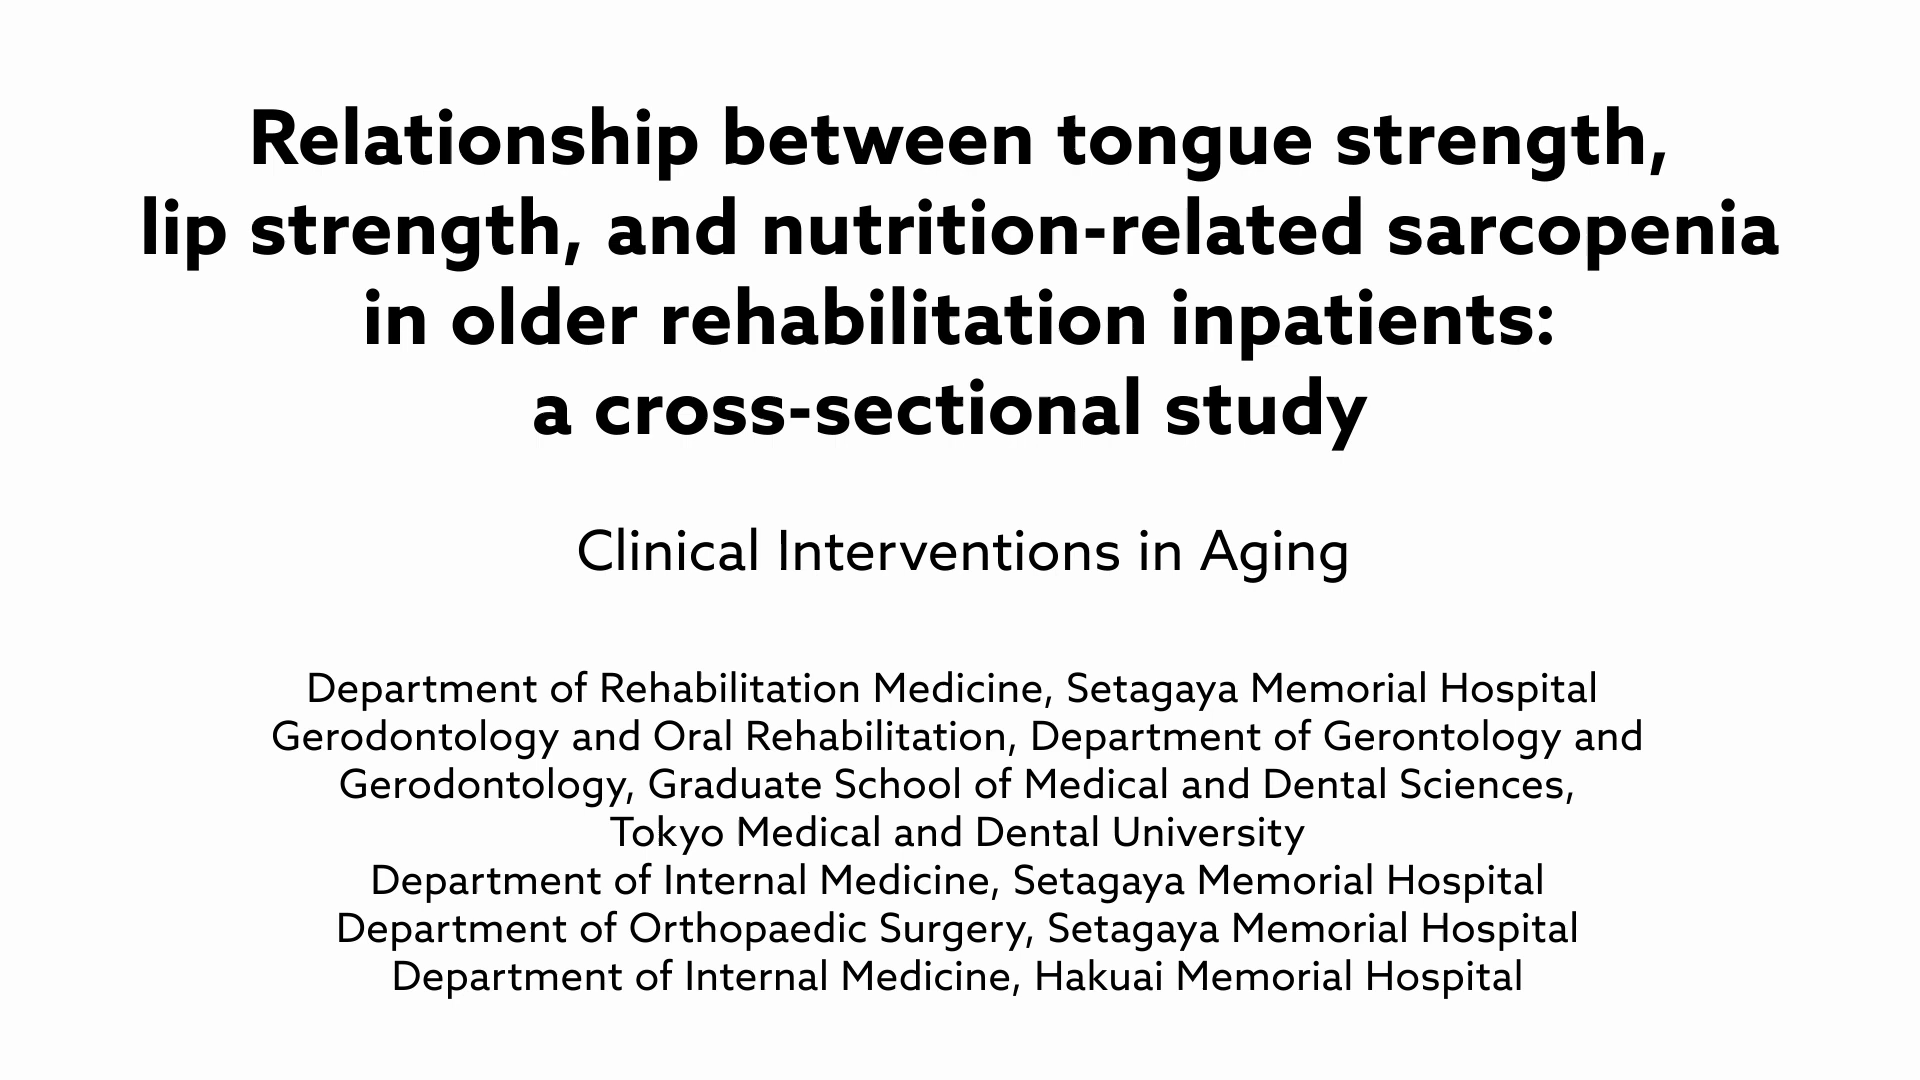 Relationship between tongue strength,
lip strength, and nutrition-related sarcopenia
in older rehabilitation inpatients:
a cross-sectional study
Clinical Interventions in Aging
Department of Rehabilitation Medicine, Setagaya Memorial Hospital
Gerodontology and Oral Rehabilitation, Department of Gerontology and
Gerodontology, Graduate School of Medical and Dental Sciences,
Tokyo Medical and Dental University
Department of Internal Medicine, Setagaya Memorial Hospital
Department of Orthopaedic Surgery, Setagaya Memorial Hospital
Department of Internal Medicine, Hakuai Memorial Hospital